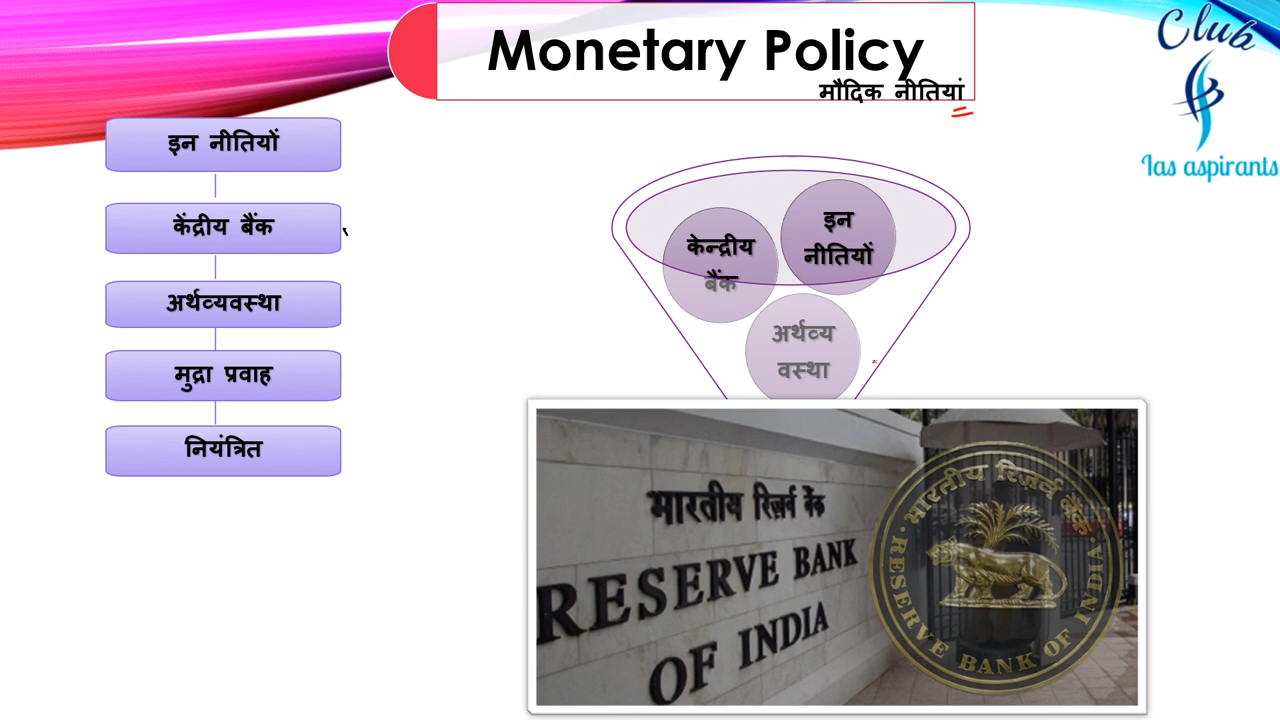 Monetary Policy
मौदिक नीतियां
Club
Ias aspirants
इन नीतियों
केंद्रीय बैंक
अर्थव्यवस्था
मुद्रा प्रवाह
नियंत्रित
केन्द्रीय
बैंक
इन
नीतियों
अर्थव्य
वस्था
भारतीय रिज़र्व बैंक
RESERVE BANK
OF INDIA
भारतीय रिज़र्व बैंक
RESERVE BANK OF INDIA